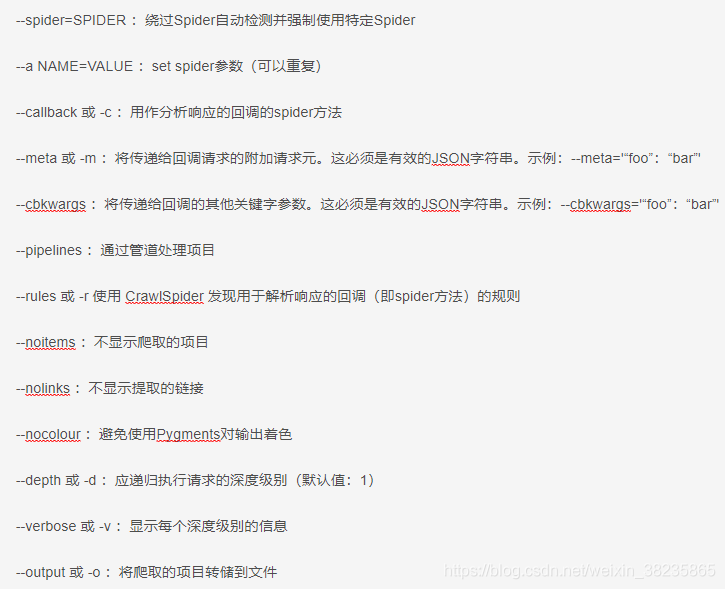 --spider=SPIDER ： 绕过Spider自动检测并强制使用特定Spider
--a NAME=VALUE ： set spider参数（可以重复）
--callback 或 -c ： 用作分析响应的回调的spider方法
--meta 或 -m ： 将传递给回调请求的附加请求元。这必须是有效的JSON字符串。示例：--meta='“foo”：“bar”'
--cbkwargs ： 将传递给回调的其他关键字参数。这必须是有效的JSON字符串。示例：--cbkwargs='“foo”：“bar”'
--pipelines ： 通过管道处理项目
--rules 或 -r 使用 CrawlSpider 发现用于解析响应的回调（即spider方法）的规则
--noitems ： 不显示爬取的项目
--nolinks ： 不显示提取的链接
--nocolour ： 避免使用Pygments对输出着色
--depth 或 -d ： 应递归执行请求的深度级别（默认值：1）
--verbose 或 -v ： 显示每个深度级别的信息
--output 或 -o ： 将爬取的项目转储到文件
https://blog.csdn.net/weixin_38235865